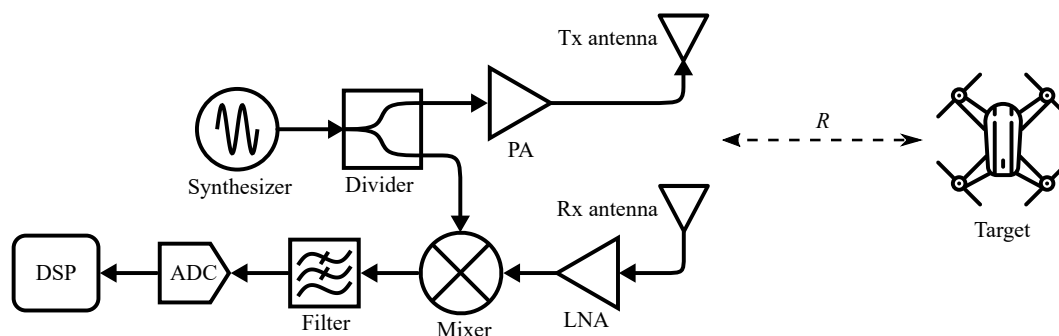 Tx antenna
PA
R
Synthesizer
Divider
Rx antenna
Target
DSP
ADC
LNA
Filter
Mixer